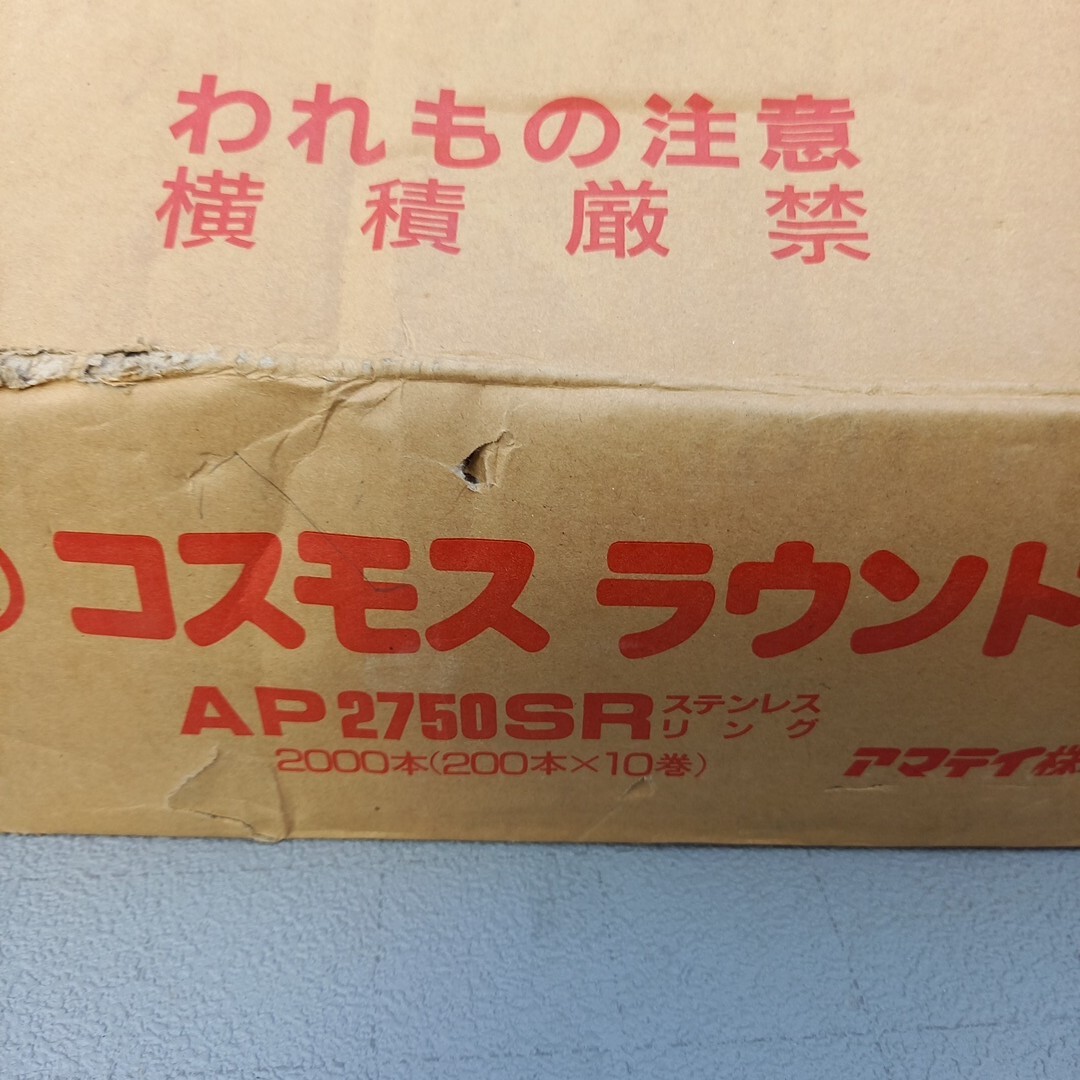 われもの注意
横積厳禁
コスモス ラウンド
AP2750SR ステンレス
リング
2000本(200本×10巻)
アマテイ株